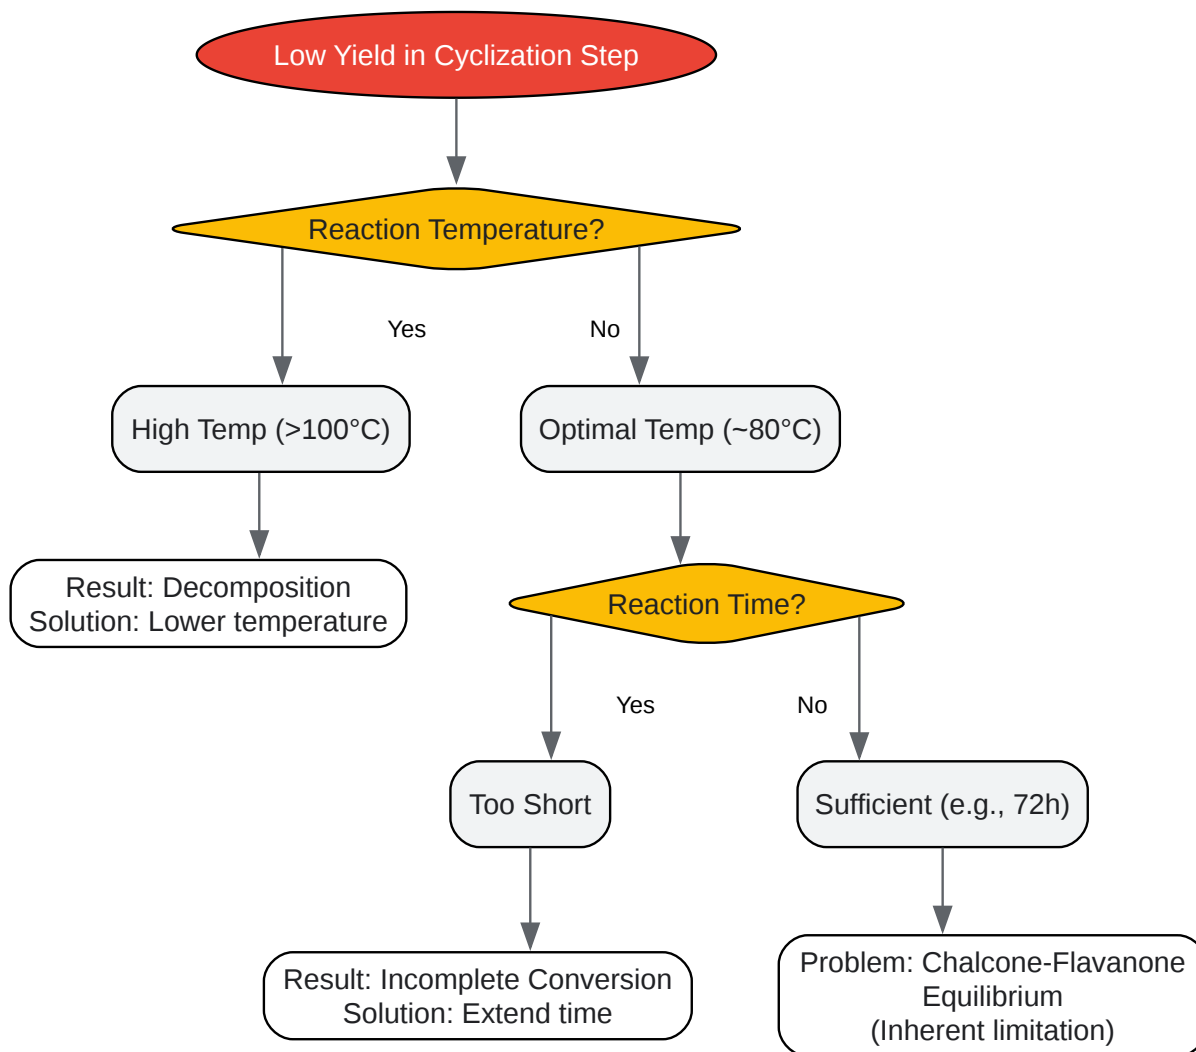 Low Yield in Cyclization Step
Reaction Temperature?
Yes
No
High Temp (>100°C)
Optimal Temp (~80°C)
Result: Decomposition
Solution: Lower temperature
Reaction Time?
Yes
No
Too Short
Sufficient (e.g., 72h)
Result: Incomplete Conversion
Solution: Extend time
Problem: Chalcone-Flavanone
Equilibrium
(Inherent limitation)